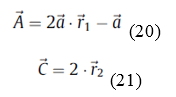 A⃗ = 2a⃗ · r⃗₁ − a⃗ (20)
C⃗ = 2 · r⃗₂ (21)